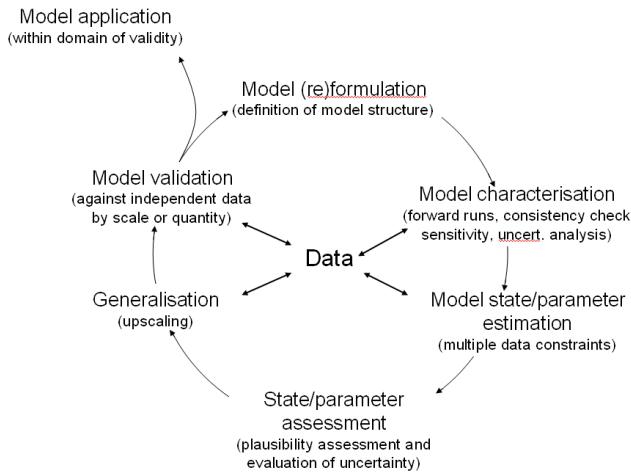 Model application
(within domain of validity)
Model (re)formulation
(definition of model structure)
Model validation
(against independent data
by scale or quantity)
Model characterisation
(forward runs, consistency check
sensitivity, uncert. analysis)
Data
Generalisation
(upscaling)
Model state/parameter
estimation
(multiple data constraints)
State/parameter
assessment
(plausibility assessment and
evaluation of uncertainty)